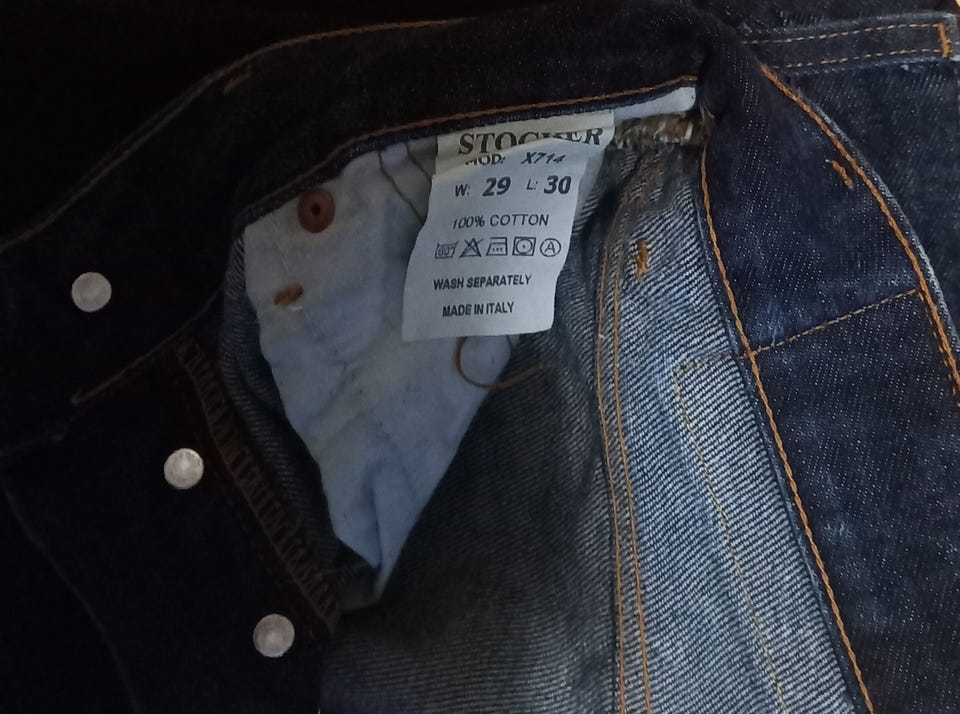 STOCKER
MOD: X714
W: 29 L: 30
100% COTTON
A
WASH SEPARATELY
MADE IN ITALY